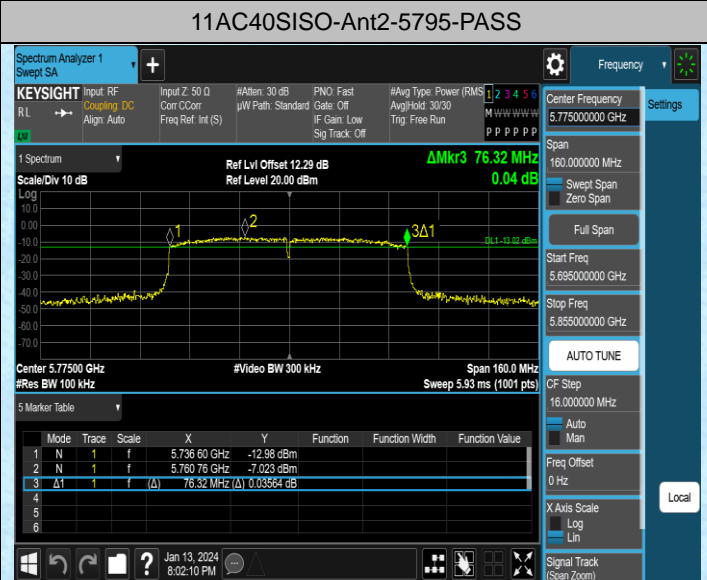 11AC40SISO-Ant2-5795-PASS
Spectrum Analyzer 1
Swept SA
Frequency
KEYSIGHT
RL
LXI
Input: RF
Coupling: DC
Align: Auto
Input Z: 50 Ω
Corr CCorr
Freq Ref: Int (S)
#Atten: 30 dB
µW Path: Standard
PNO: Fast
Gate: Off
IF Gain: Low
Sig Track: Off
#Avg Type: Power (RMS
Avg|Hold: 30/30
Trig: Free Run
1 2 3 4 5 6
M W W W W W
P P P P P P
1 Spectrum
Scale/Div 10 dB
Ref Lvl Offset 12.29 dB
Ref Level 20.00 dBm
ΔMkr3 76.32 MHz
0.04 dB
Log
10.0
0.00
-10.0
-20.0
-30.0
-40.0
-50.0
-60.0
-70.0
1
2
3Δ1
DL1 -13.02 dBm
Center 5.77500 GHz
#Video BW 300 kHz
Span 160.0 MHz
#Res BW 100 kHz
Sweep 5.93 ms (1001 pts)
5 Marker Table
Mode Trace Scale X Y Function Function Width Function Value
1 N 1 f 5.736 60 GHz -12.98 dBm
2 N 1 f 5.760 76 GHz -7.023 dBm
3 Δ1 1 f (Δ) 76.32 MHz (Δ) 0.03564 dB
4
5
6
?
Jan 13, 2024
8:02:10 PM
Center Frequency
5.775000000 GHz
Span
160.000000 MHz
Swept Span
Zero Span
Full Span
Start Freq
5.695000000 GHz
Stop Freq
5.855000000 GHz
AUTO TUNE
CF Step
16.000000 MHz
Auto
Man
Freq Offset
0 Hz
X Axis Scale
Log
Lin
Signal Track
(Span Zoom)
Settings
Local